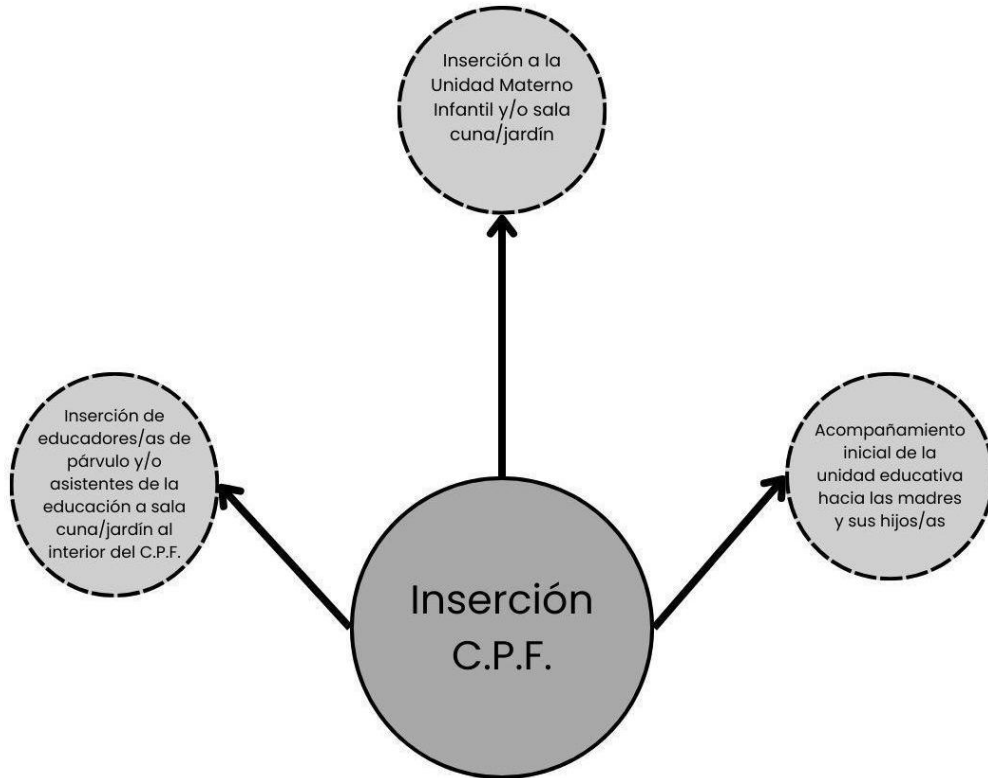 Inserción a la
Unidad Materno
Infantil y/o sala
cuna/jardín
Inserción de
educadores/as de
párvulo y/o
asistentes de la
educación a sala
cuna/jardín al
interior del C.P.F.
Acompañamiento
inicial de la
unidad educativa
hacia las madres
y sus hijos/as
Inserción
C.P.F.